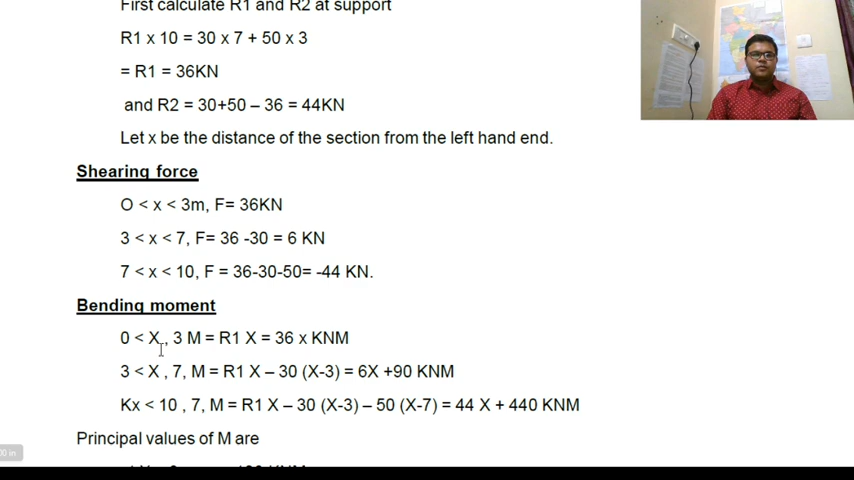 First calculate R1 and R2 at support
R1 x 10 = 30 x 7 + 50 x 3
= R1 = 36KN
and R2 = 30+50 – 36 = 44KN
Let x be the distance of the section from the left hand end.
Shearing force
O < x < 3m, F= 36KN
3 < x < 7, F= 36 -30 = 6 KN
7 < x < 10, F = 36-30-50= -44 KN.
Bending moment
0 < X , 3 M = R1 X = 36 x KNM
3 < X , 7, M = R1 X – 30 (X-3) = 6X +90 KNM
Kx < 10 , 7, M = R1 X – 30 (X-3) – 50 (X-7) = 44 X + 440 KNM
Principal values of M are
00 in